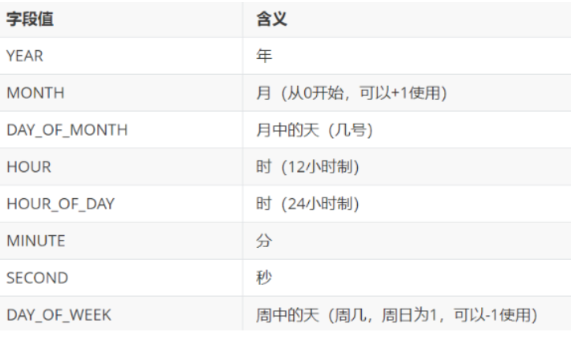 字段值 含义
YEAR 年
MONTH 月（从0开始，可以+1使用）
DAY_OF_MONTH 月中的天（几号）
HOUR 时（12小时制）
HOUR_OF_DAY 时（24小时制）
MINUTE 分
SECOND 秒
DAY_OF_WEEK 周中的天（周几，周日为1，可以-1使用）